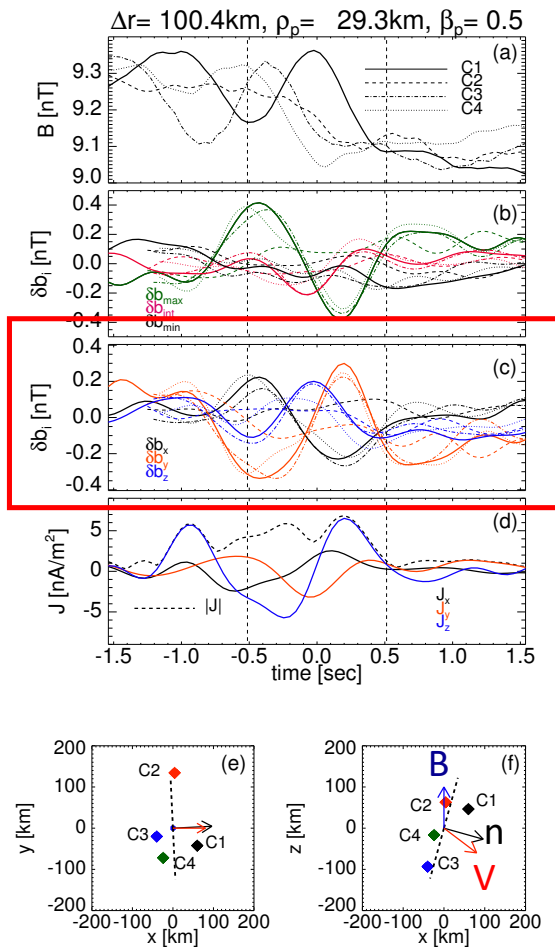 Δr= 100.4km, ρp= 29.3km, βp= 0.5
(a)
B [nT]
9.3
9.2
9.1
9.0
C1
C2
C3
C4
(b)
δbi [nT]
0.4
0.2
0.0
-0.2
-0.4
δbmax
δbint
δbmin
(c)
δbi [nT]
0.4
0.2
0.0
-0.2
-0.4
δbx
δby
δbz
(d)
J [nA/m²]
5
0
-5
|J|
Jx
Jy
Jz
-1.5 -1.0 -0.5 0.0 0.5 1.0 1.5
time [sec]
(e)
y [km]
200
100
0
-100
-200
C2
C3
C1
C4
-200 -100 0 100 200
x [km]
(f)
z [km]
200
100
0
-100
-200
B
C2
C1
C4
n
C3
V
-200 -100 0 100 200
x [km]